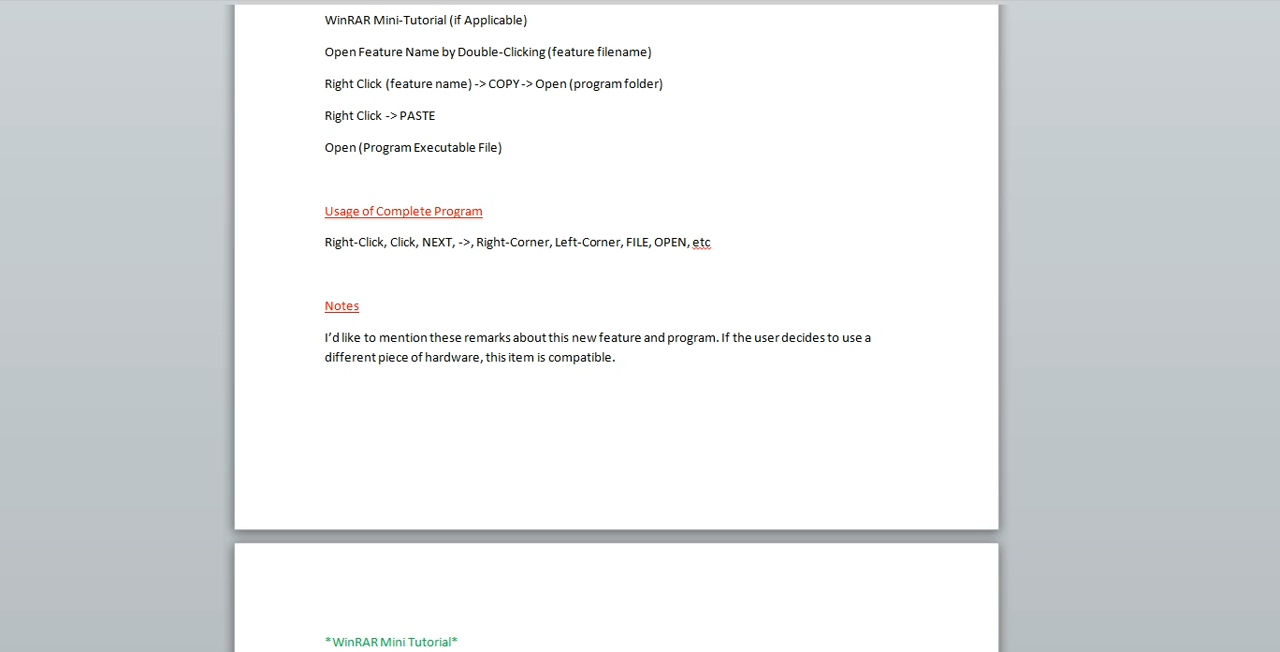 WinRAR Mini-Tutorial (if Applicable)
Open Feature Name by Double-Clicking (feature filename)
Right Click (feature name) -> COPY -> Open (program folder)
Right Click -> PASTE
Open (Program Executable File)
Usage of Complete Program
Right-Click, Click, NEXT, ->, Right-Corner, Left-Corner, FILE, OPEN, etc
Notes
I’d like to mention these remarks about this new feature and program. If the user decides to use a
different piece of hardware, this item is compatible.
*WinRAR Mini Tutorial*